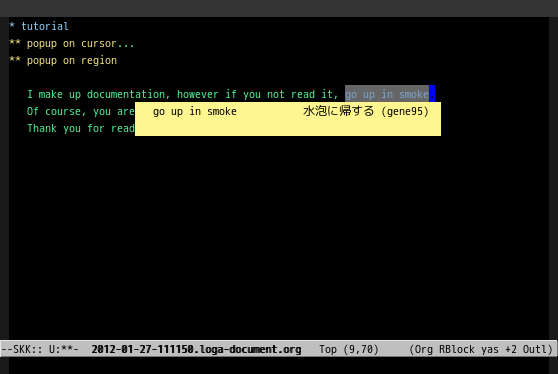 * tutorial
** popup on cursor...
** popup on region
I make up documentation, however if you not read it, go up in smoke
Of course, you are
go up in smoke 水泡に帰する (gene95)
Thank you for read
--SKK:: U:**- 2012-01-27-111150.loga-document.org Top (9,70) (Org RBlock yas +2 Outl)